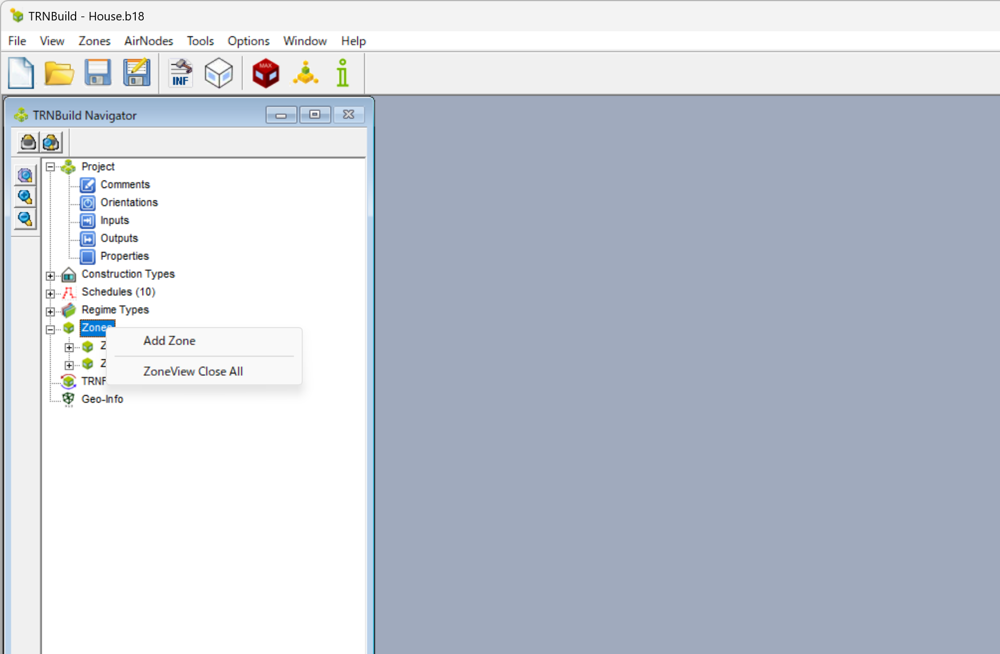 TRNBuild - House.b18
File View Zones AirNodes Tools Options Window Help
INF MAX
TRNBuild Navigator
Project
Comments
Orientations
Inputs
Outputs
Properties
Construction Types
Schedules (10)
Regime Types
Zones
Add Zone
Z
Z
ZoneView Close All
TRNF
Geo-Info